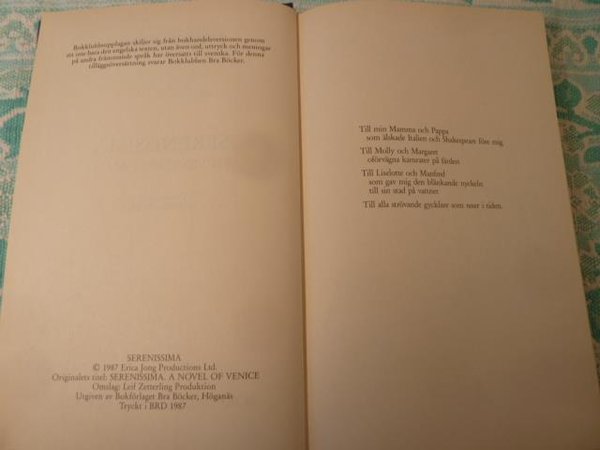 Bokklubbsupplagan skiljer sig från bokhandelsversionen genom
att inte bara den engelska texten, utan även ord, uttryck och meningar
på andra främmande språk har översatts till svenska. För denna
tilläggsöversättning svarar Bokklubben Bra Böcker.
SERENISSIMA
© 1987 Erica Jong Productions Ltd.
Originalets titel: SERENISSIMA. A NOVEL OF VENICE
Omslag: Leif Zetterling Produktion
Utgiven av Bokförlaget Bra Böcker, Höganäs
Tryckt i BRD 1987
Till min Mamma och Pappa
som älskade Italien och Shakespeare före mig
Till Molly och Margaret
oförvägna kamrater på färden
Till Liselotte och Manfred
som gav mig den blänkande nyckeln
till sin stad på vattnet
Till alla strövande gycklare som reser i tiden.